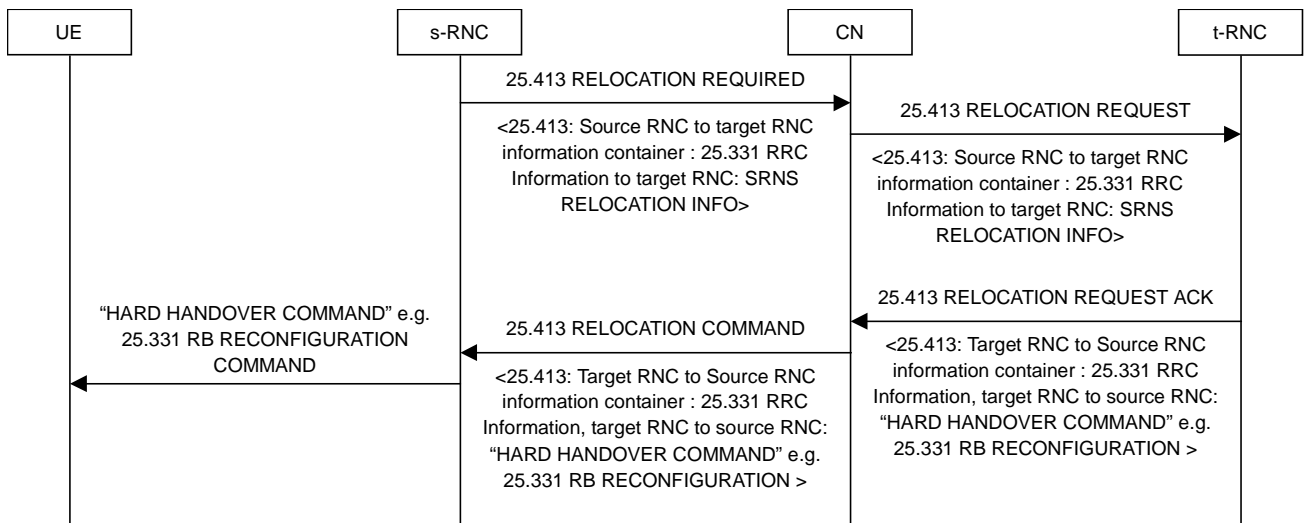 UE
s-RNC
CN
t-RNC
25.413 RELOCATION REQUIRED
<25.413: Source RNC to target RNC
information container : 25.331 RRC
Information to target RNC: SRNS
RELOCATION INFO>
25.413 RELOCATION REQUEST
<25.413: Source RNC to target RNC
information container : 25.331 RRC
Information to target RNC: SRNS
RELOCATION INFO>
25.413 RELOCATION REQUEST ACK
<25.413: Target RNC to Source RNC
information container : 25.331 RRC
Information, target RNC to source RNC:
“HARD HANDOVER COMMAND” e.g.
25.331 RB RECONFIGURATION >
25.413 RELOCATION COMMAND
<25.413: Target RNC to Source RNC
information container : 25.331 RRC
Information, target RNC to source RNC:
“HARD HANDOVER COMMAND” e.g.
25.331 RB RECONFIGURATION >
“HARD HANDOVER COMMAND” e.g.
25.331 RB RECONFIGURATION
COMMAND